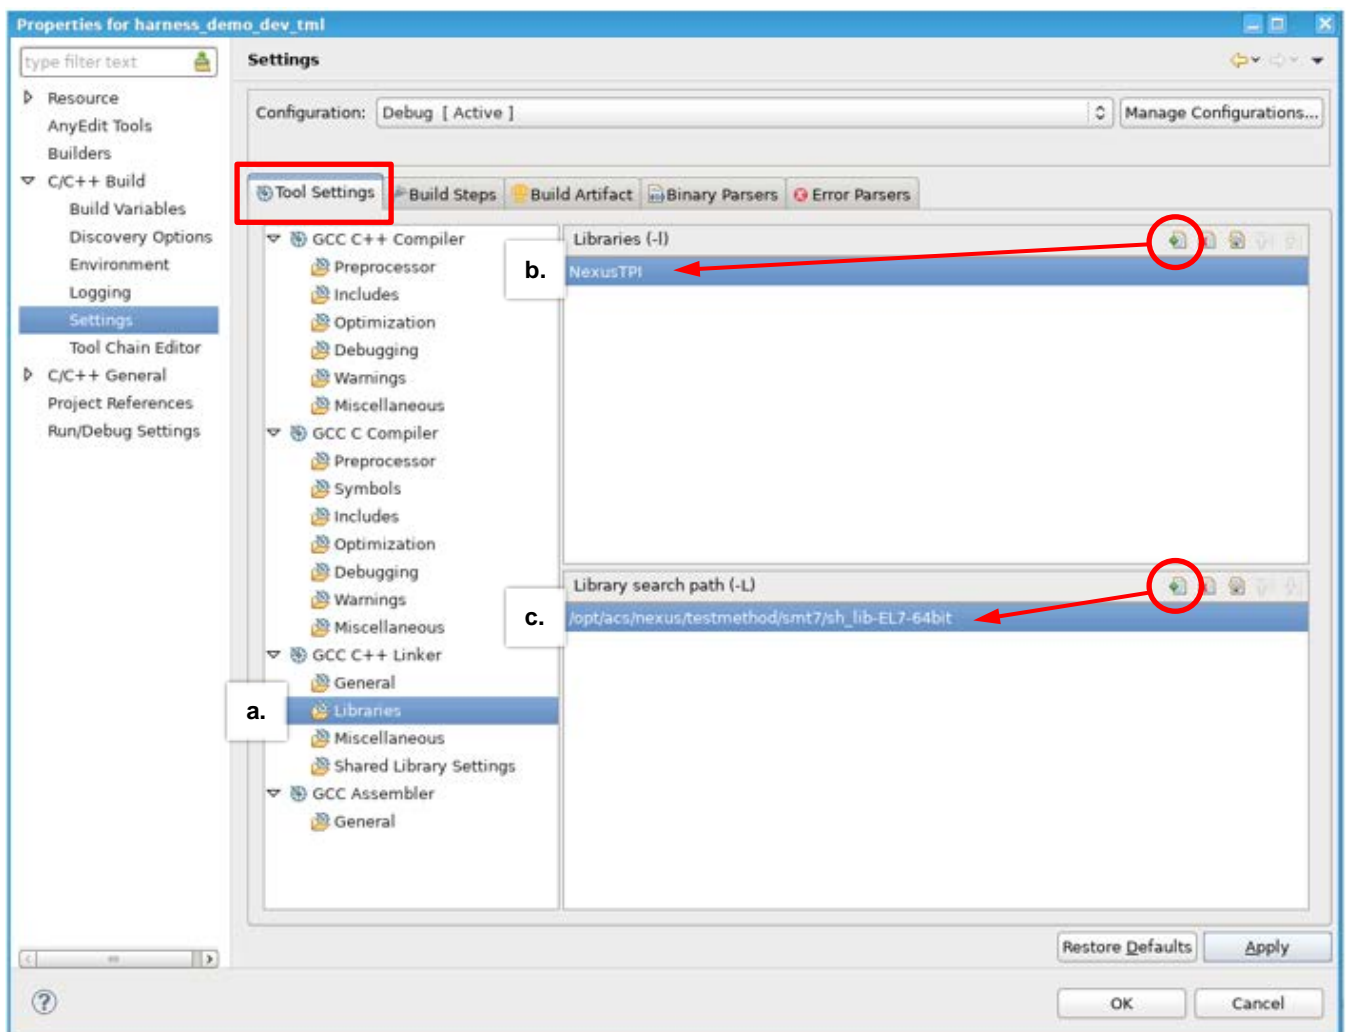 Properties for harness_demo_dev_tml
type filter text
Settings
Resource
AnyEdit Tools
Builders
C/C++ Build
Build Variables
Discovery Options
Environment
Logging
Settings
Tool Chain Editor
C/C++ General
Project References
Run/Debug Settings
Configuration:
Debug [ Active ]
Manage Configurations...
Tool Settings
Build Steps
Build Artifact
Binary Parsers
Error Parsers
GCC C++ Compiler
Preprocessor
Includes
Optimization
Debugging
Warnings
Miscellaneous
GCC C Compiler
Preprocessor
Symbols
Includes
Optimization
Debugging
Warnings
Miscellaneous
GCC C++ Linker
General
a.
Libraries
Miscellaneous
Shared Library Settings
GCC Assembler
General
Libraries (-l)
b.
NexusTPI
Library search path (-L)
c.
/opt/acs/nexus/testmethod/smt7/sh_lib-EL7-64bit
Restore Defaults
Apply
OK
Cancel